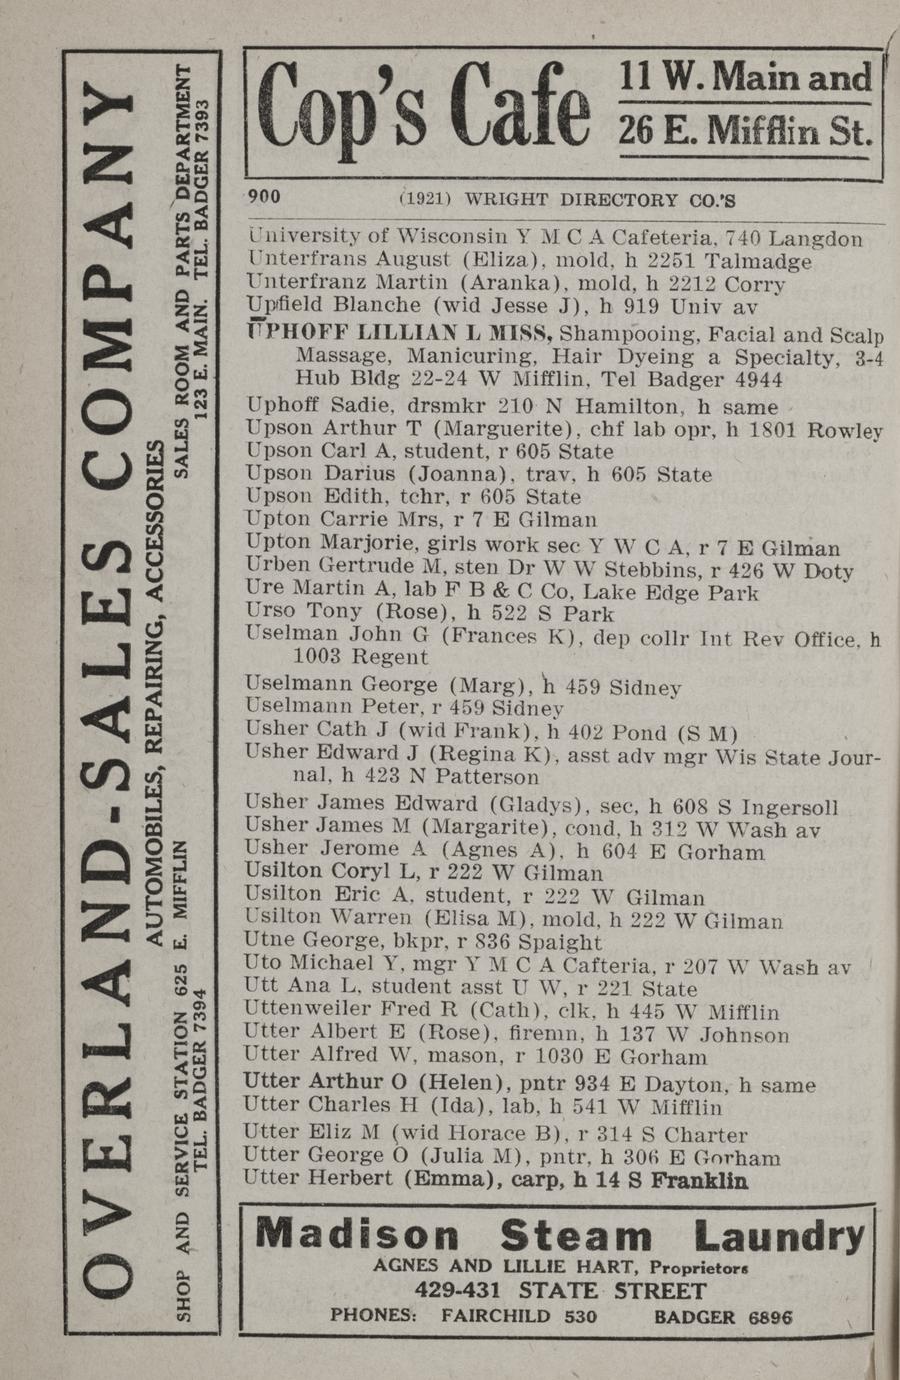 OVERLAND-SALES COMPANY
AUTOMOBILES, REPAIRING, ACCESSORIES
SHOP AND SERVICE STATION 625 E. MIFFLIN
TEL. BADGER 7394
SALES ROOM AND PARTS DEPARTMENT
123 E. MAIN. TEL. BADGER 7393
Cop's Cafe
11 W. Main and
26 E. Mifflin St.
900 (1921) WRIGHT DIRECTORY CO.'S
University of Wisconsin Y M C A Cafeteria, 740 Langdon
Unterfrans August (Eliza), mold, h 2251 Talmadge
Unterfranz Martin (Aranka), mold, h 2212 Corry
Upfield Blanche (wid Jesse J), h 919 Univ av
UPHOFF LILLIAN L MISS, Shampooing, Facial and Scalp
Massage, Manicuring, Hair Dyeing a Specialty, 3-4
Hub Bldg 22-24 W Mifflin, Tel Badger 4944
Uphoff Sadie, drsmkr 210 N Hamilton, h same
Upson Arthur T (Marguerite), chf lab opr, h 1801 Rowley
Upson Carl A, student, r 605 State
Upson Darius (Joanna), trav, h 605 State
Upson Edith, tchr, r 605 State
Upton Carrie Mrs, r 7 E Gilman
Upton Marjorie, girls work sec Y W C A, r 7 E Gilman
Urben Gertrude M, sten Dr W W Stebbins, r 426 W Doty
Ure Martin A, lab F B & C Co, Lake Edge Park
Urso Tony (Rose), h 522 S Park
Uselman John G (Frances K), dep collr Int Rev Office, h
1003 Regent
Uselmann George (Marg), h 459 Sidney
Uselmann Peter, r 459 Sidney
Usher Cath J (wid Frank), h 402 Pond (S M)
Usher Edward J (Regina K), asst adv mgr Wis State Jour-
nal, h 423 N Patterson
Usher James Edward (Gladys), sec, h 608 S Ingersoll
Usher James M (Margarite), cond, h 312 W Wash av
Usher Jerome A (Agnes A), h 604 E Gorham
Usilton Coryl L, r 222 W Gilman
Usilton Eric A, student, r 222 W Gilman
Usilton Warren (Elisa M), mold, h 222 W Gilman
Utne George, bkpr, r 836 Spaight
Uto Michael Y, mgr Y M C A Cafteria, r 207 W Wash av
Utt Ana L, student asst U W, r 221 State
Uttenweiler Fred R (Cath), clk, h 445 W Mifflin
Utter Albert E (Rose), firemn, h 137 W Johnson
Utter Alfred W, mason, r 1030 E Gorham
Utter Arthur O (Helen), pntr 934 E Dayton, h same
Utter Charles H (Ida), lab, h 541 W Mifflin
Utter Eliz M (wid Horace B), r 314 S Charter
Utter George O (Julia M), pntr, h 306 E Gorham
Utter Herbert (Emma), carp, h 14 S Franklin
Madison Steam Laundry
AGNES AND LILLIE HART, Proprietors
429-431 STATE STREET
PHONES: FAIRCHILD 530 BADGER 6896